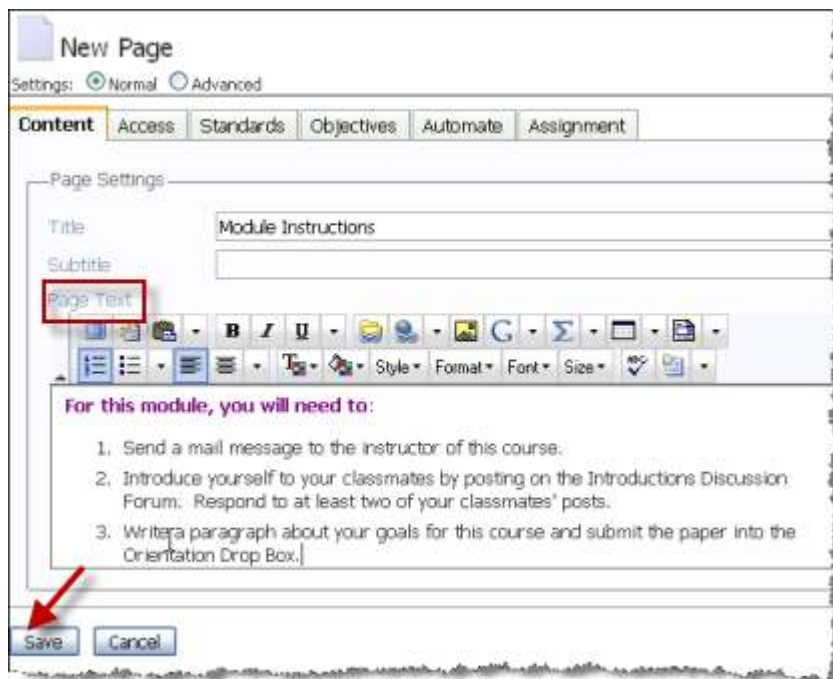 New Page
Settings: Normal Advanced
Content Access Standards Objectives Automate Assignment
Page Settings
Title Module Instructions
Subtitle
Page Text
B I U G Σ
T Style Format Font Size ABC
For this module, you will need to:
1. Send a mail message to the instructor of this course.
2. Introduce yourself to your classmates by posting on the Introductions Discussion
Forum. Respond to at least two of your classmates' posts.
3. Write a paragraph about your goals for this course and submit the paper into the
Orientation Drop Box.
Save Cancel